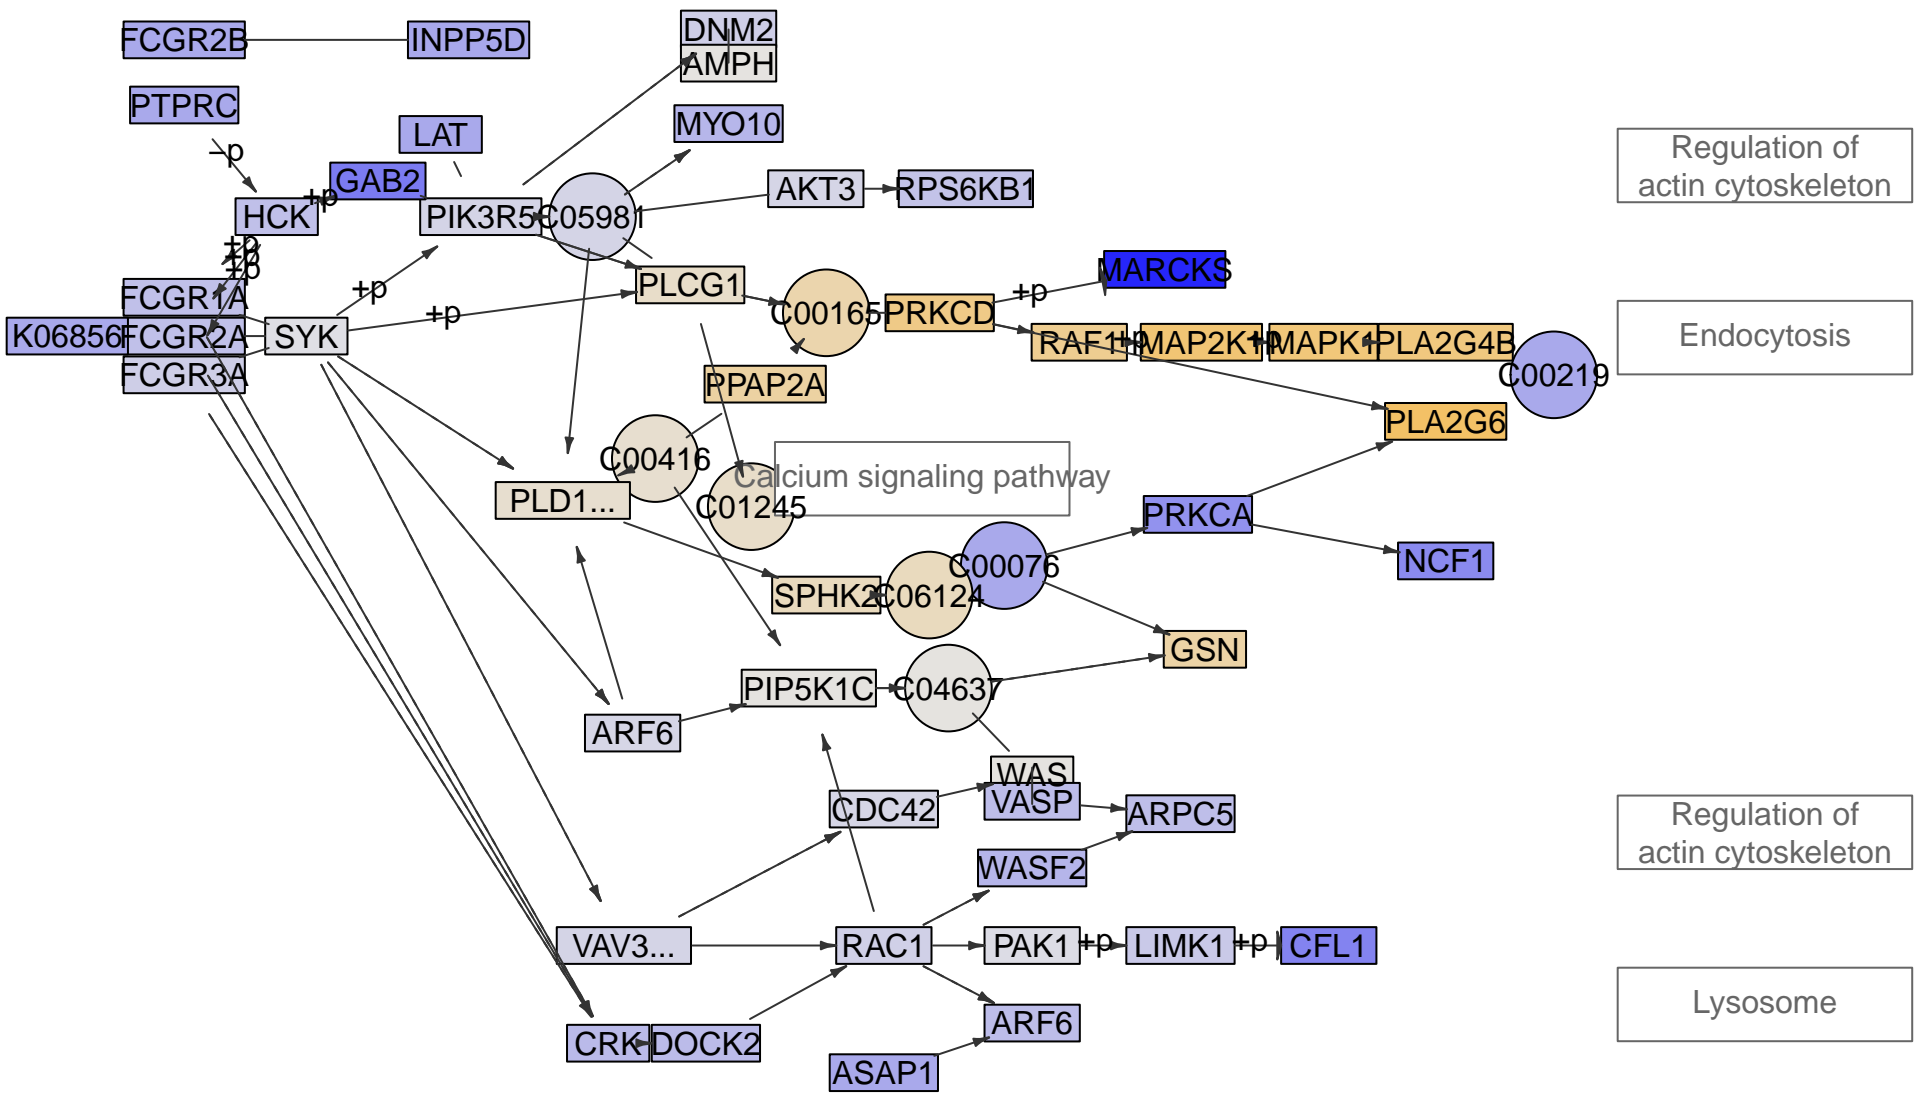 DNM2
FCGR2B
INPP5D
AMPH
PTPRC
MYO10
LAT
Regulation of
actin cytoskeleton
–p
GAB2
AKT3
RPS6KB1
+p
HCK
PIK3R5
C05981
+p
+p
+p
MARCKS
PLCG1
+p
FCGR1A
+p
C00165
PRKCD
+p
K06856
FCGR2A
SYK
RAF1
+p
MAP2K1
+p
MAPK1
PLA2G4B
Endocytosis
FCGR3A
PPAP2A
C00219
PLA2G6
C00416
Calcium signaling pathway
PLD1...
C01245
PRKCA
C00076
NCF1
SPHK2
C06124
GSN
PIP5K1C
C04637
ARF6
WAS
VASP
CDC42
ARPC5
Regulation of
actin cytoskeleton
WASF2
VAV3...
RAC1
PAK1
+p
LIMK1
+p
CFL1
Lysosome
ARF6
CRK
DOCK2
ASAP1